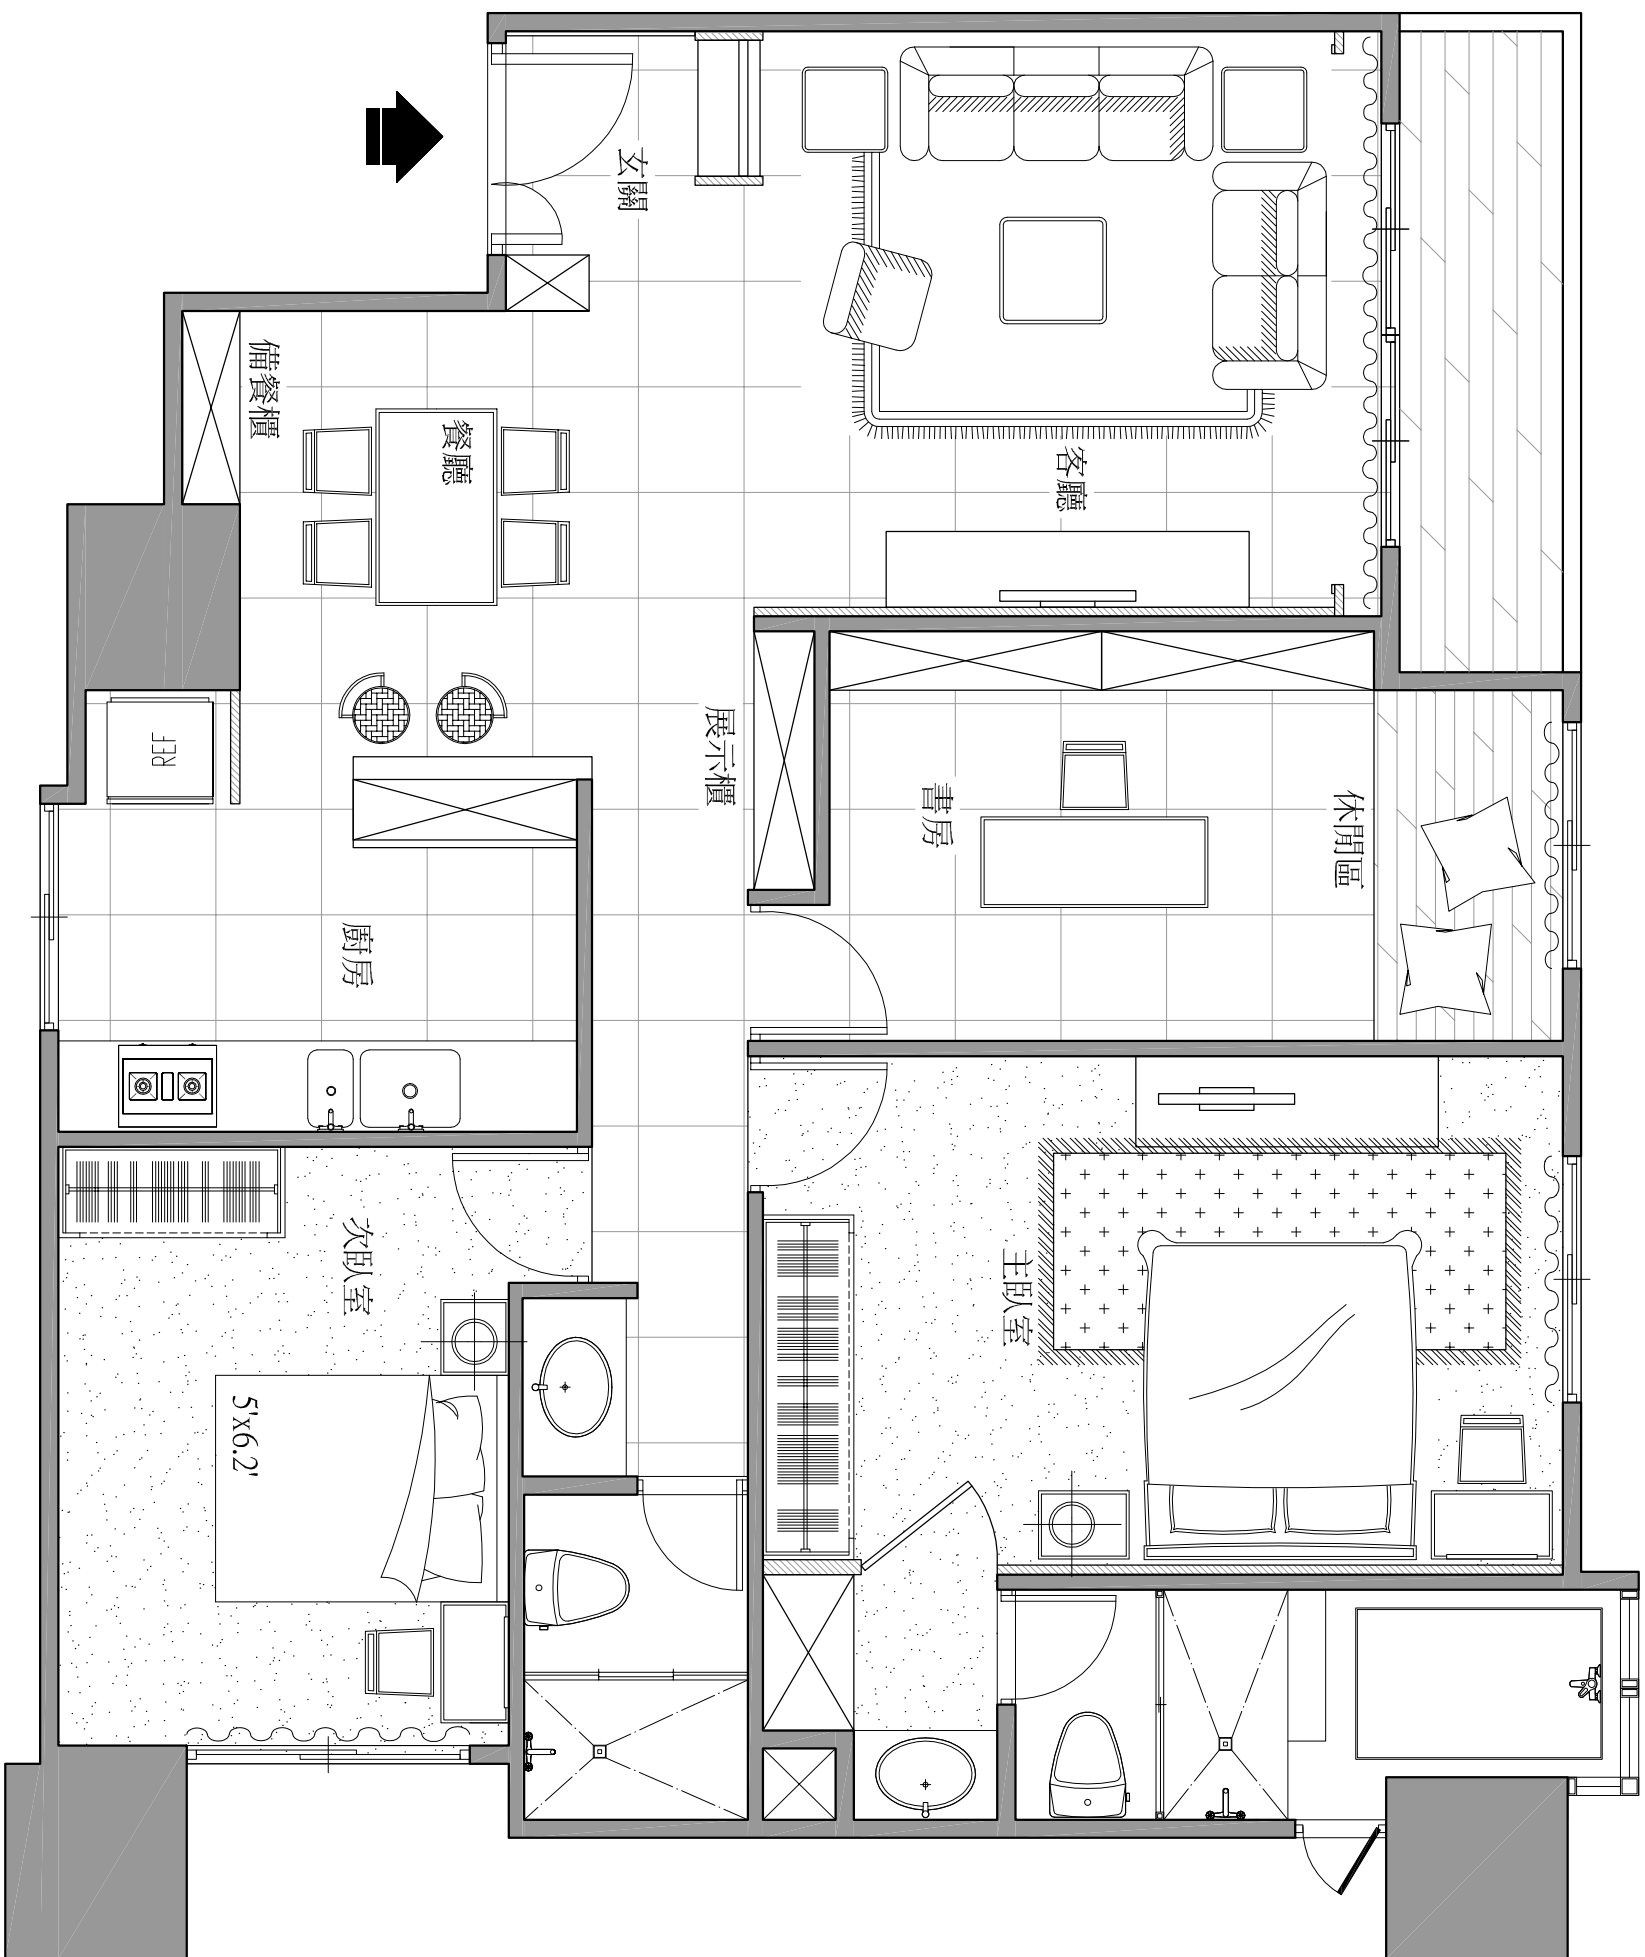 玄關
備餐櫃
餐廳
客廳
REF
展示櫃
書房
休閒區
廚房
次臥室
主臥室
5'x6.2'